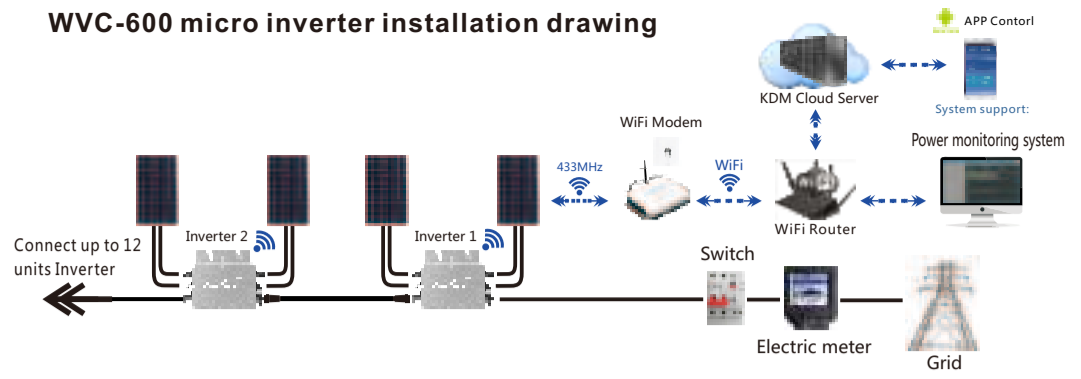 WVC-600 micro inverter installation drawing
APP Contorl
KDM Cloud Server
System support:
WiFi Modem
Power monitoring system
433MHz
WiFi
WiFi Router
Inverter 2
Inverter 1
Connect up to 12
units Inverter
Switch
Electric meter
Grid